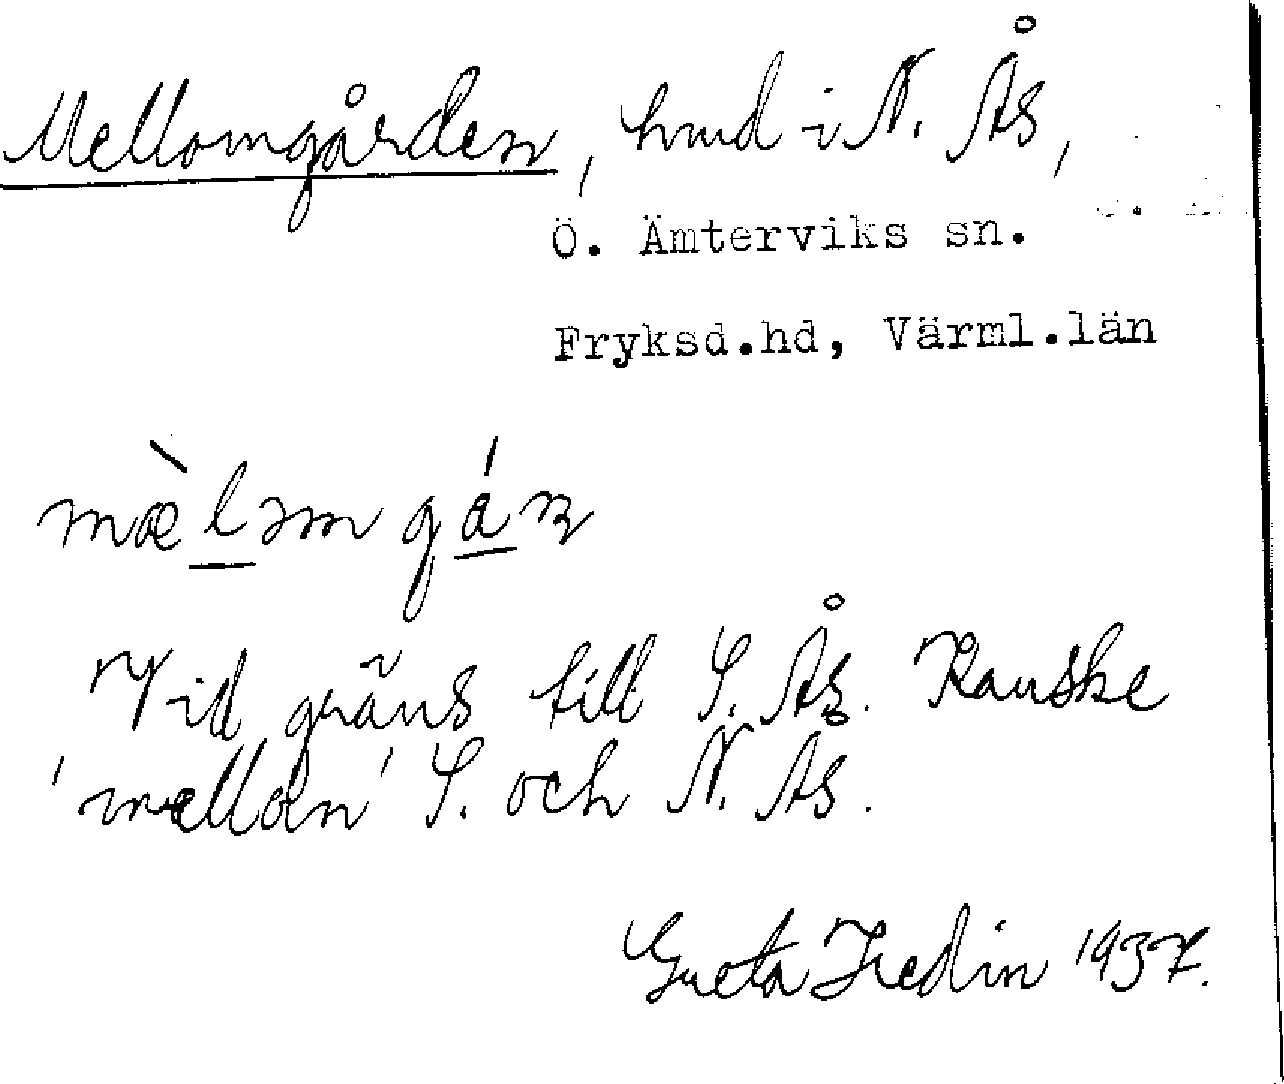 Mellomgården, hmd i N. Ås,
Ö. Ämterviks sn.
Fryksd.hd, Värml.län
mæ̀l̲əm gá̲n
Vid gräns till S. Ås. Kanske
'mellan' S. och N. Ås.
Greta Hedin 1937.